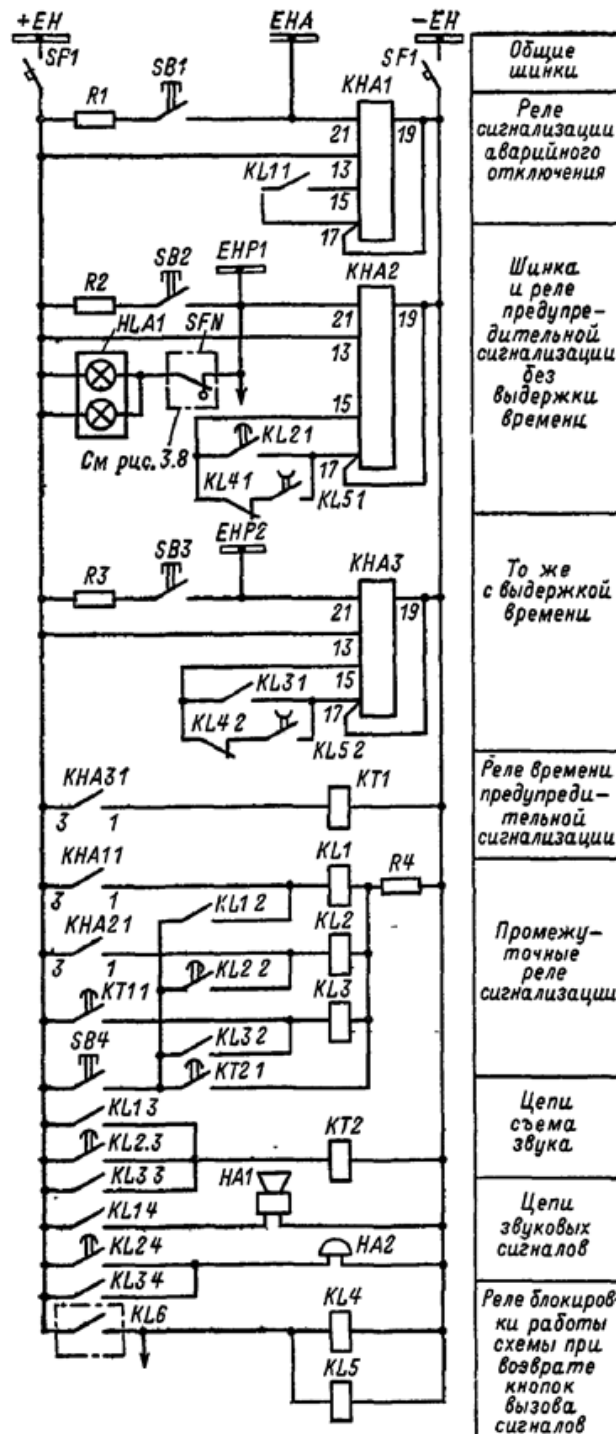 +EH
EHA
-EH
SF1
SB1
SF1
R1
KHA1
21
19
13
KL11
15
17
Общие
шинки
Реле
сигнализации
аварийного
отключения
EHP1
SB2
R2
KHA2
HLA1
SFN
21
19
13
15
KL21
См рис. 3.8
17
KL41
KL51
Шинка
и реле
предупре-
дительной
сигнализации
без
выдержки
времени
EHP2
SB3
R3
KHA3
21
19
13
KL31
15
17
KL42
KL52
То же
с выдержкой
времени
KHA31
KT1
3
1
Реле времени
предупреди-
тельной
сигнализации
KHA11
KL1
R4
3
1
KL12
KHA21
KL2
3
1
KL22
KT11
KL3
KL32
SB4
KT21
Промежу-
точные
реле
сигнализации
KL13
KL2.3
KT2
KL33
HA1
Цепи
съема
звука
KL14
HA2
KL24
KL34
Цепи
звуковых
сигналов
KL6
KL4
KL5
Реле блокиров
ки работы
схемы при
возврате
кнопок
вызова
сигналов